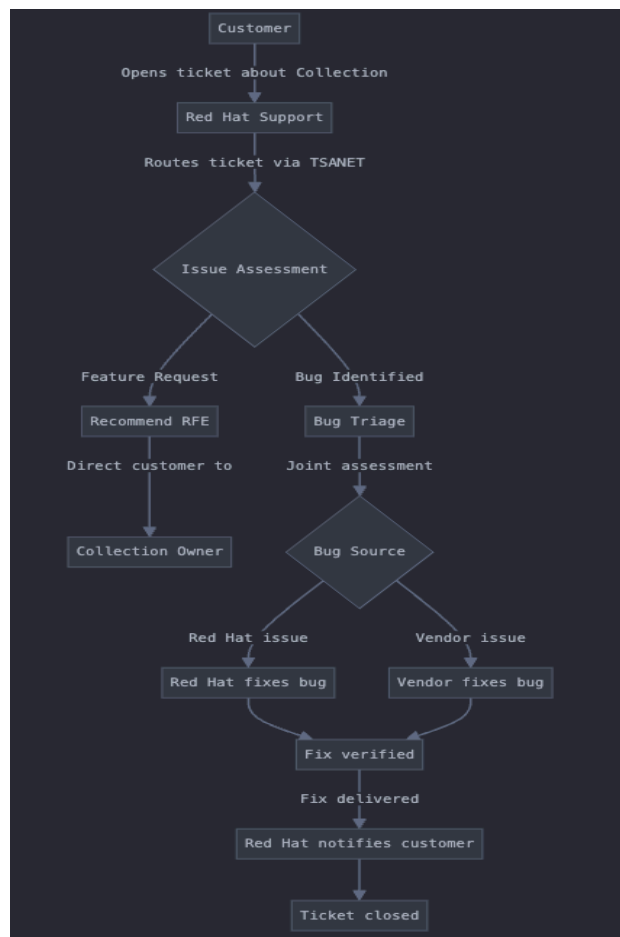 Customer
Opens ticket about Collection
Red Hat Support
Routes ticket via TSANET
Issue Assessment
Feature Request
Bug Identified
Recommend RFE
Bug Triage
Direct customer to
Joint assessment
Collection Owner
Bug Source
Red Hat issue
Vendor issue
Red Hat fixes bug
Vendor fixes bug
Fix verified
Fix delivered
Red Hat notifies customer
Ticket closed